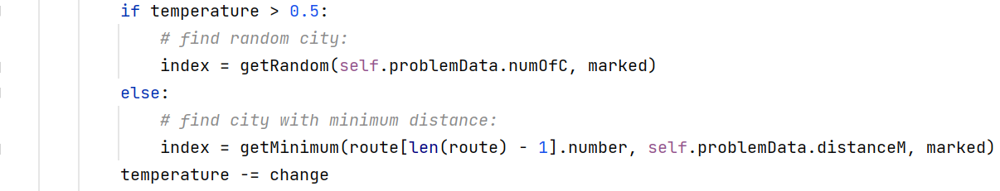 if temperature > 0.5:
    # find random city:
    index = getRandom(self.problemData.numOfC, marked)
else:
    # find city with minimum distance:
    index = getMinimum(route[len(route) - 1].number, self.problemData.distanceM, marked)
temperature -= change